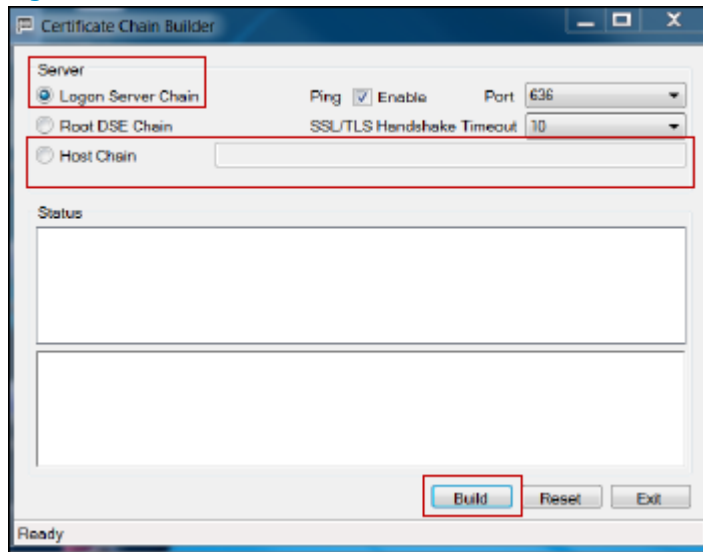 Certificate Chain Builder
Server
Logon Server Chain Ping Enable Port 636
Root DSE Chain SSL/TLS Handshake Timeout 10
Host Chain
Status
Build Reset Exit
Ready